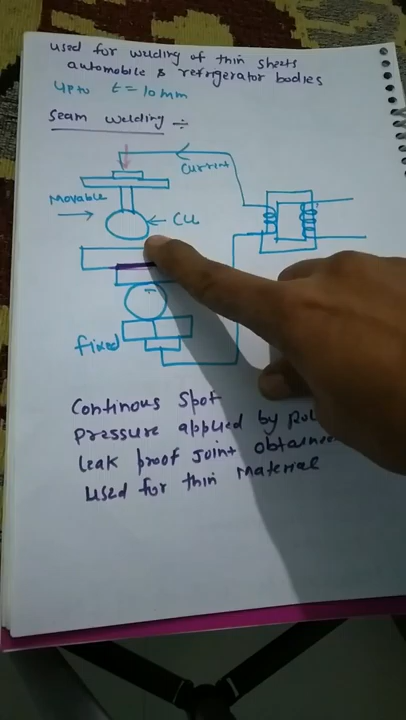 used for welding of thin sheets
automobile & refrigerator bodies
upto t = 10 mm
Seam Welding ÷
Current
Movable
Cu
fixed
Continous Spot
Pressure applied by
leak proof joint obtained
used for thin material